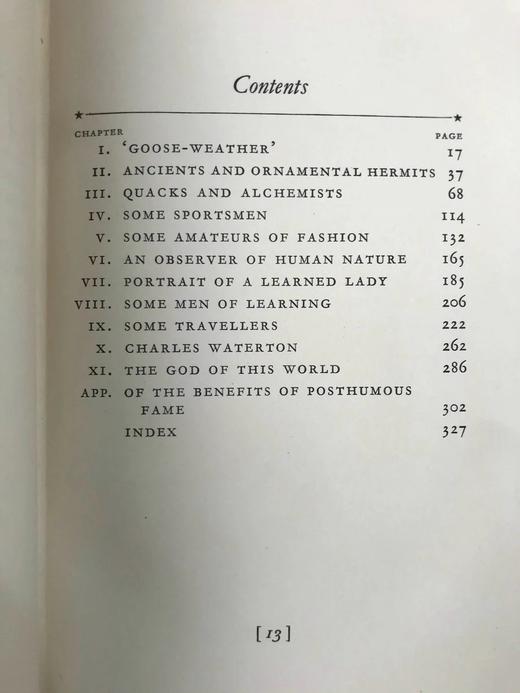 Contents
CHAPTER PAGE
I. ‘GOOSE-WEATHER’ 17
II. ANCIENTS AND ORNAMENTAL HERMITS 37
III. QUACKS AND ALCHEMISTS 68
IV. SOME SPORTSMEN 114
V. SOME AMATEURS OF FASHION 132
VI. AN OBSERVER OF HUMAN NATURE 165
VII. PORTRAIT OF A LEARNED LADY 185
VIII. SOME MEN OF LEARNING 206
IX. SOME TRAVELLERS 222
X. CHARLES WATERTON 262
XI. THE GOD OF THIS WORLD 286
APP. OF THE BENEFITS OF POSTHUMOUS
FAME 302
INDEX 327
[13]